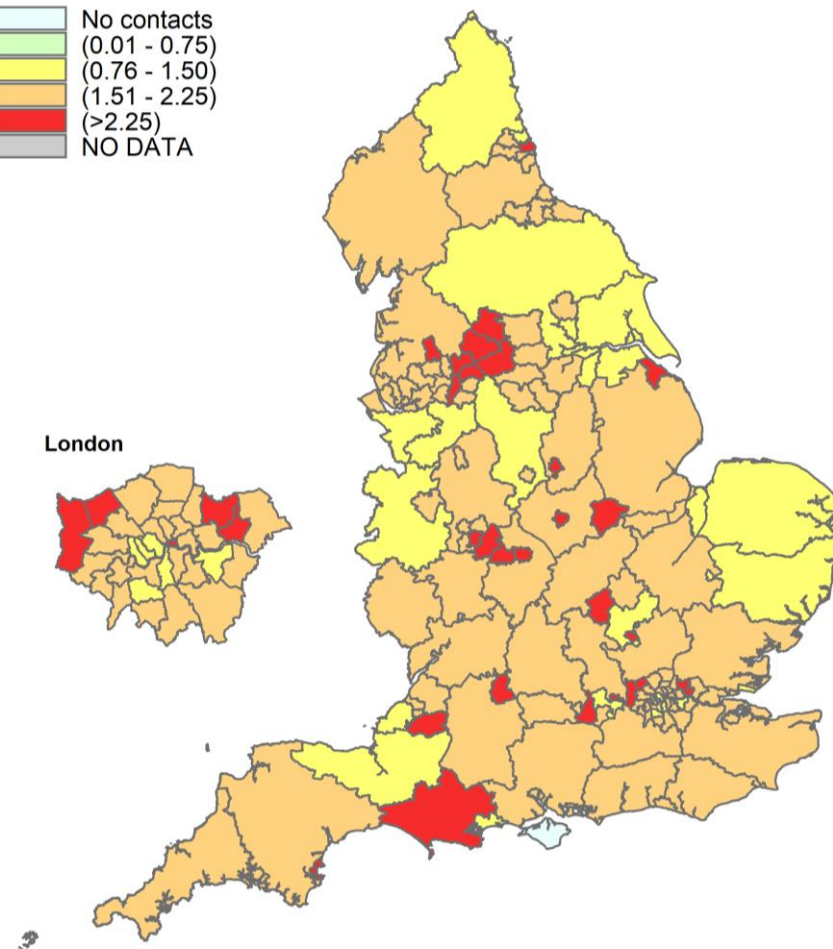 No contacts
(0.01 - 0.75)
(0.76 - 1.50)
(1.51 - 2.25)
(>2.25)
NO DATA
London